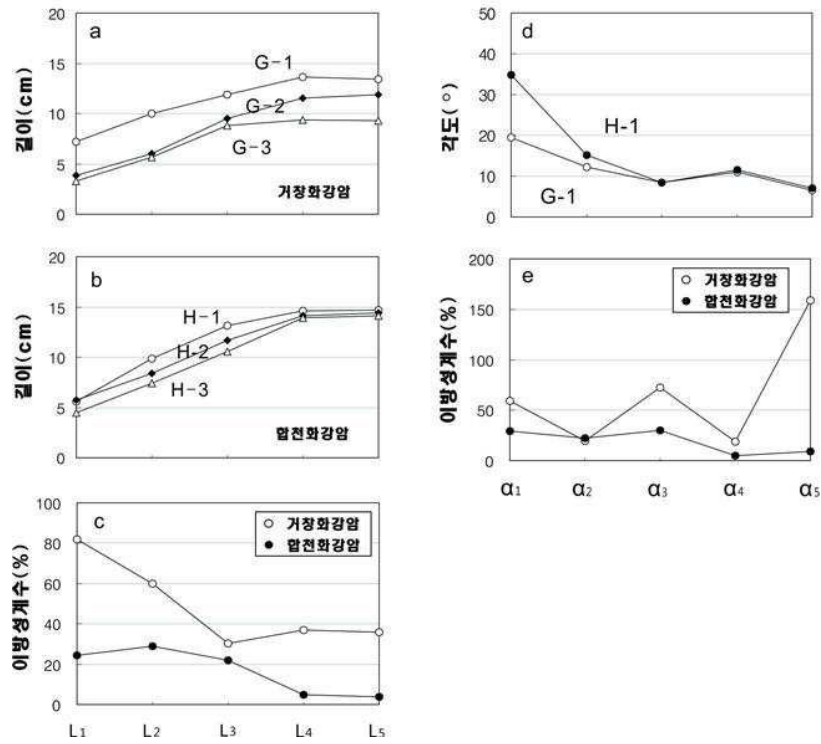 a
20
15
10
5
0
길이(cm)
G-1
G-2
G-3
거창화강암
b
20
15
10
5
0
길이(cm)
H-1
H-2
H-3
합천화강암
c
100
80
60
40
20
0
이방성계수(%)
거창화강암
합천화강암
L1 L2 L3 L4 L5
d
50
40
30
20
10
0
각도(°)
H-1
G-1
e
200
150
100
50
0
이방성계수(%)
거창화강암
합천화강암
α1 α2 α3 α4 α5